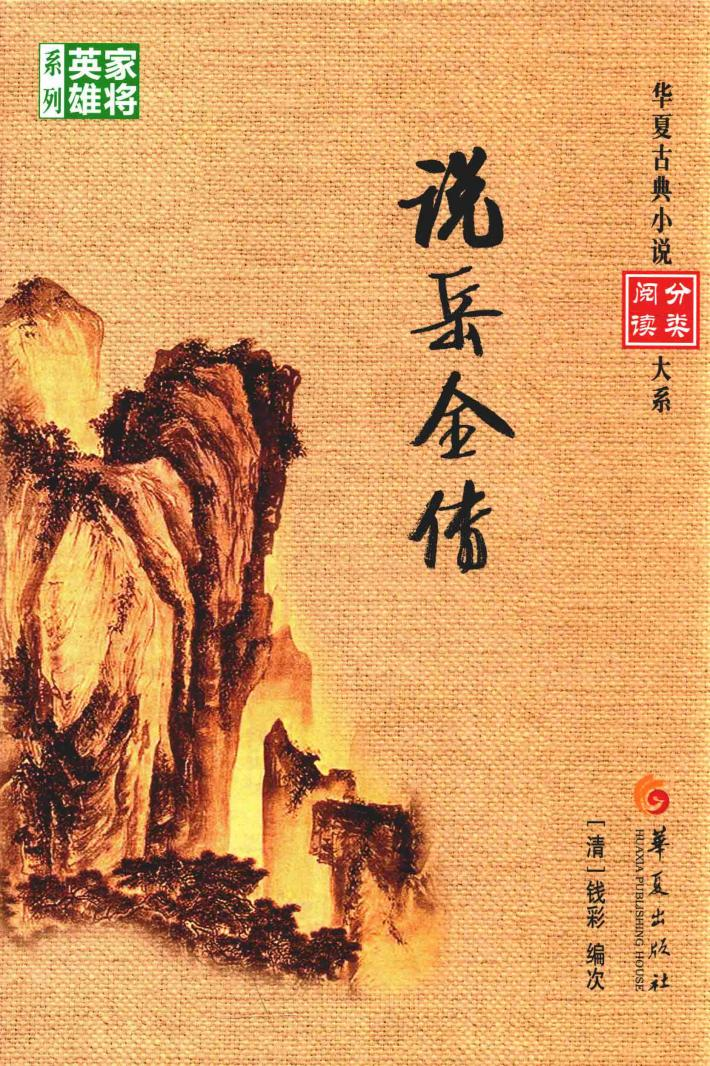 英雄家将
系列
华夏古典小说
分类阅读
大系
说岳全传
[清]钱彩 编次
華夏出版社
HUAXIA PUBLISHING HOUSE